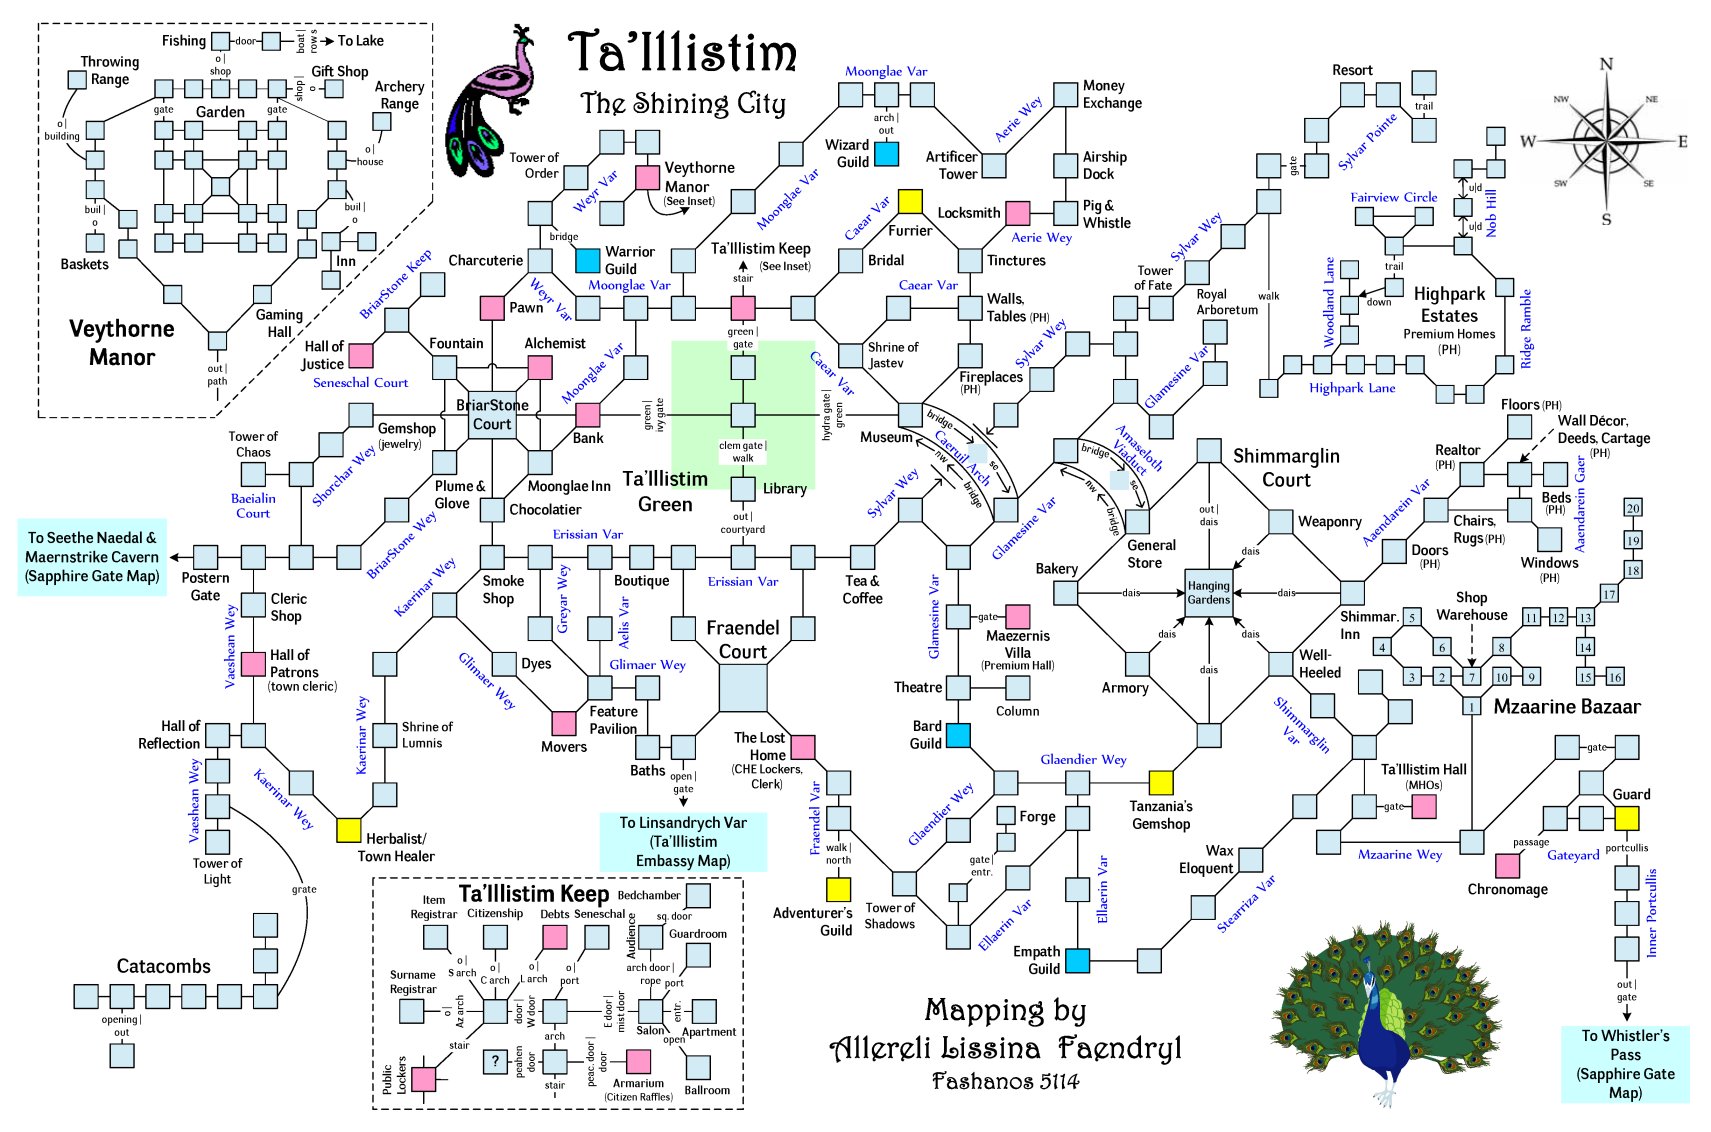 Ta'Illistim
The Shining City
Fishing
door
boat |
rows
To Lake
o |
shop
Throwing
Range
Gift Shop
shop |
o
Archery
Range
gate
Garden
gate
o |
building
o |
house
buil |
o
buil |
o
Baskets
Inn
Gaming
Hall
Veythorne
Manor
out |
path
Moonglae Var
Money
Exchange
arch |
out
Wizard
Guild
Aerie Wey
Artificer
Tower
Airship
Dock
Pig &
Whistle
Locksmith
Aerie Wey
Tower of
Order
Weyr Var
Veythorne
Manor
(See Inset)
Moonglae Var
Caear Var
Furrier
bridge
Warrior
Guild
Charcuterie
Ta'Illistim Keep
(See Inset)
stair
Bridal
Tinctures
BriarStone Keep
Weyr Var
Moonglae Var
Caear Var
Walls,
Tables (PH)
Pawn
green |
gate
Hall of
Justice
Seneschal Court
Fountain
Alchemist
Moonglae Var
Shrine of
Jastev
Caear Var
Fireplaces
(PH)
BriarStone
Court
Gemshop
(jewelry)
Bank
green |
ivy gate
hydra gate |
green
Museum
bridge
Caeruil Arch
so
nw
bridge
clem gate |
walk
Ta'Illistim
Green
Library
out |
courtyard
Tower of
Chaos
Baeialin
Court
Shorchar Wey
Plume &
Glove
Moonglae Inn
Chocolatier
BriarStone Wey
Sylvar Wey
Sylvar Wey
Sylvar Wey
Tower
of Fate
Royal
Arboretum
Glamesine Var
bridge
Amaseloth
Viaduct
so
nw
bridge
Glamesine Var
General
Store
Resort
trail
Sylvar Pointe
gate
walk
Fairview Circle
u/d
u/d
Nob Hill
trail
down
Woodland Lane
Highpark
Estates
Premium Homes
(PH)
Ridge Ramble
Highpark Lane
N
NE
E
SE
S
SW
W
NW
Floors (PH)
Wall Décor,
Deeds, Cartage
(PH)
Realtor
(PH)
Beds
(PH)
Aendarein Var
Aendarein Gaer
Chairs,
Rugs (PH)
Doors
(PH)
Windows
(PH)
Shimmarglin
Court
out |
dais
Weaponry
dais
Bakery
dais
Hanging
Gardens
dais
Shimmar.
Inn
dais
dais
dais
Armory
Well-
Heeled
Shimmarglin
Var
Shop
Warehouse
1
2
3
4
5
6
7
8
9
10
11
12
13
14
15
16
17
18
19
20
Mzaarine Bazaar
To Seethe Naedal &
Maernstrike Cavern
(Sapphire Gate Map)
Postern
Gate
Cleric
Shop
Vaeshean Wey
Hall of
Patrons
(town cleric)
Kaerinar Wey
Smoke
Shop
Erissian Var
Boutique
Erissian Var
Tea &
Coffee
Greyar Wey
Aelis Var
Fraendel
Court
Dyes
Glimaer Wey
Glimaer Wey
Feature
Pavilion
Movers
Baths
open |
gate
To Linsandrych Var
(Ta'Illistim
Embassy Map)
The Lost
Home
(CHE Lockers,
Clerk)
Hall of
Reflection
Vaeshean Wey
Kaerinar Wey
Kaerinar Wey
Shrine of
Lumnis
Herbalist/
Town Healer
Tower of
Light
grate
Catacombs
opening |
out
Glamesine Var
gate
Maezernis
Villa
(Premium Hall)
Theatre
Column
Bard
Guild
Glaendier Wey
Glaendier Wey
Tanzania's
Gemshop
Fraendel Var
walk |
north
Adventurer's
Guild
Tower of
Shadows
Forge
gate |
entr.
Ellaerin Var
Ellaerin Var
Empath
Guild
Stearriza Var
Wax
Eloquent
Ta'Illistim Hall
(MHOs)
gate
Mzaarine Wey
gate
Guard
passage
Gateyard
portcullis
Chronomage
Inner Portcullis
out |
gate
To Whistler's
Pass
(Sapphire Gate
Map)
Ta'Illistim Keep
Bedchamber
sq. door
Item
Registrar
Citizenship
Debts
Seneschal
Audience
Guardroom
o |
S arch
o |
C arch
o |
L arch
o |
port
arch door |
rope
port
Surname
Registrar
o |
Az arch
door |
W door
E door |
mist door
Salon
entr.
Apartment
stair
arch
open
Public
Lockers
?
peahen
door
peac. door |
door
stair
Armarium
(Citizen Raffles)
Ballroom
Mapping by
Allereli Lissina Faendryl
Fashanos 5114